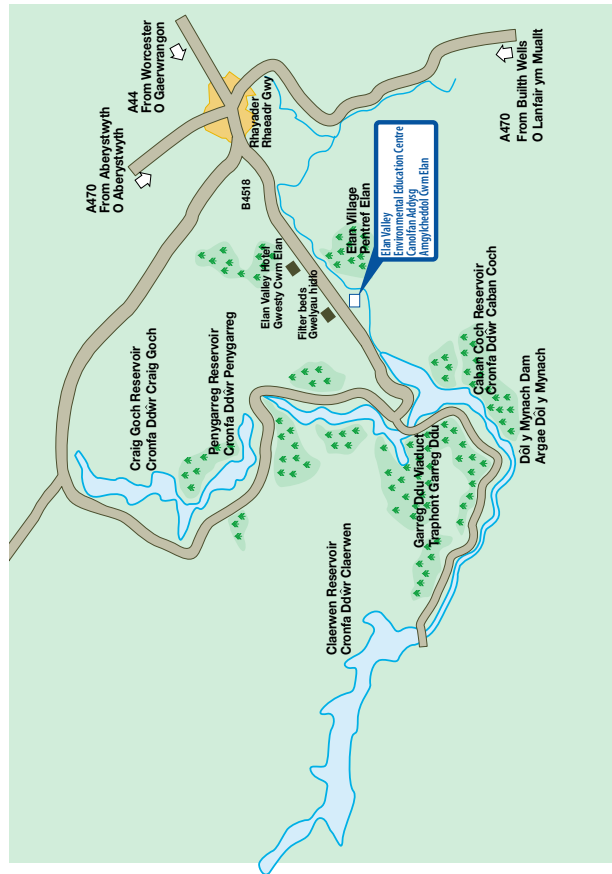 A44
From Worcester
O Gaerwrangon
A470
From Aberystwyth
O Aberystwyth
Rhayader
Rhaeadr Gwy
A470
From Builth Wells
O Lanfair ym Muallt
B4518
Elan Valley Hotel
Gwesty Cwm Elan
Elan Village
Pentref Elan
Elan Valley
Environmental Education Centre
Canolfan Addysg
Amgylcheddol Cwm Elan
Filter beds
Gwelyau hidlo
Craig Goch Reservoir
Cronfa Ddŵr Craig Goch
Penygarreg Reservoir
Cronfa Ddŵr Penygarreg
Caban Coch Reservoir
Cronfa Ddŵr Caban Coch
Garreg Ddu Viaduct
Traphont Garreg Ddu
Dôl y Mynach Dam
Argae Dôl y Mynach
Claerwen Reservoir
Cronfa Ddŵr Claerwen